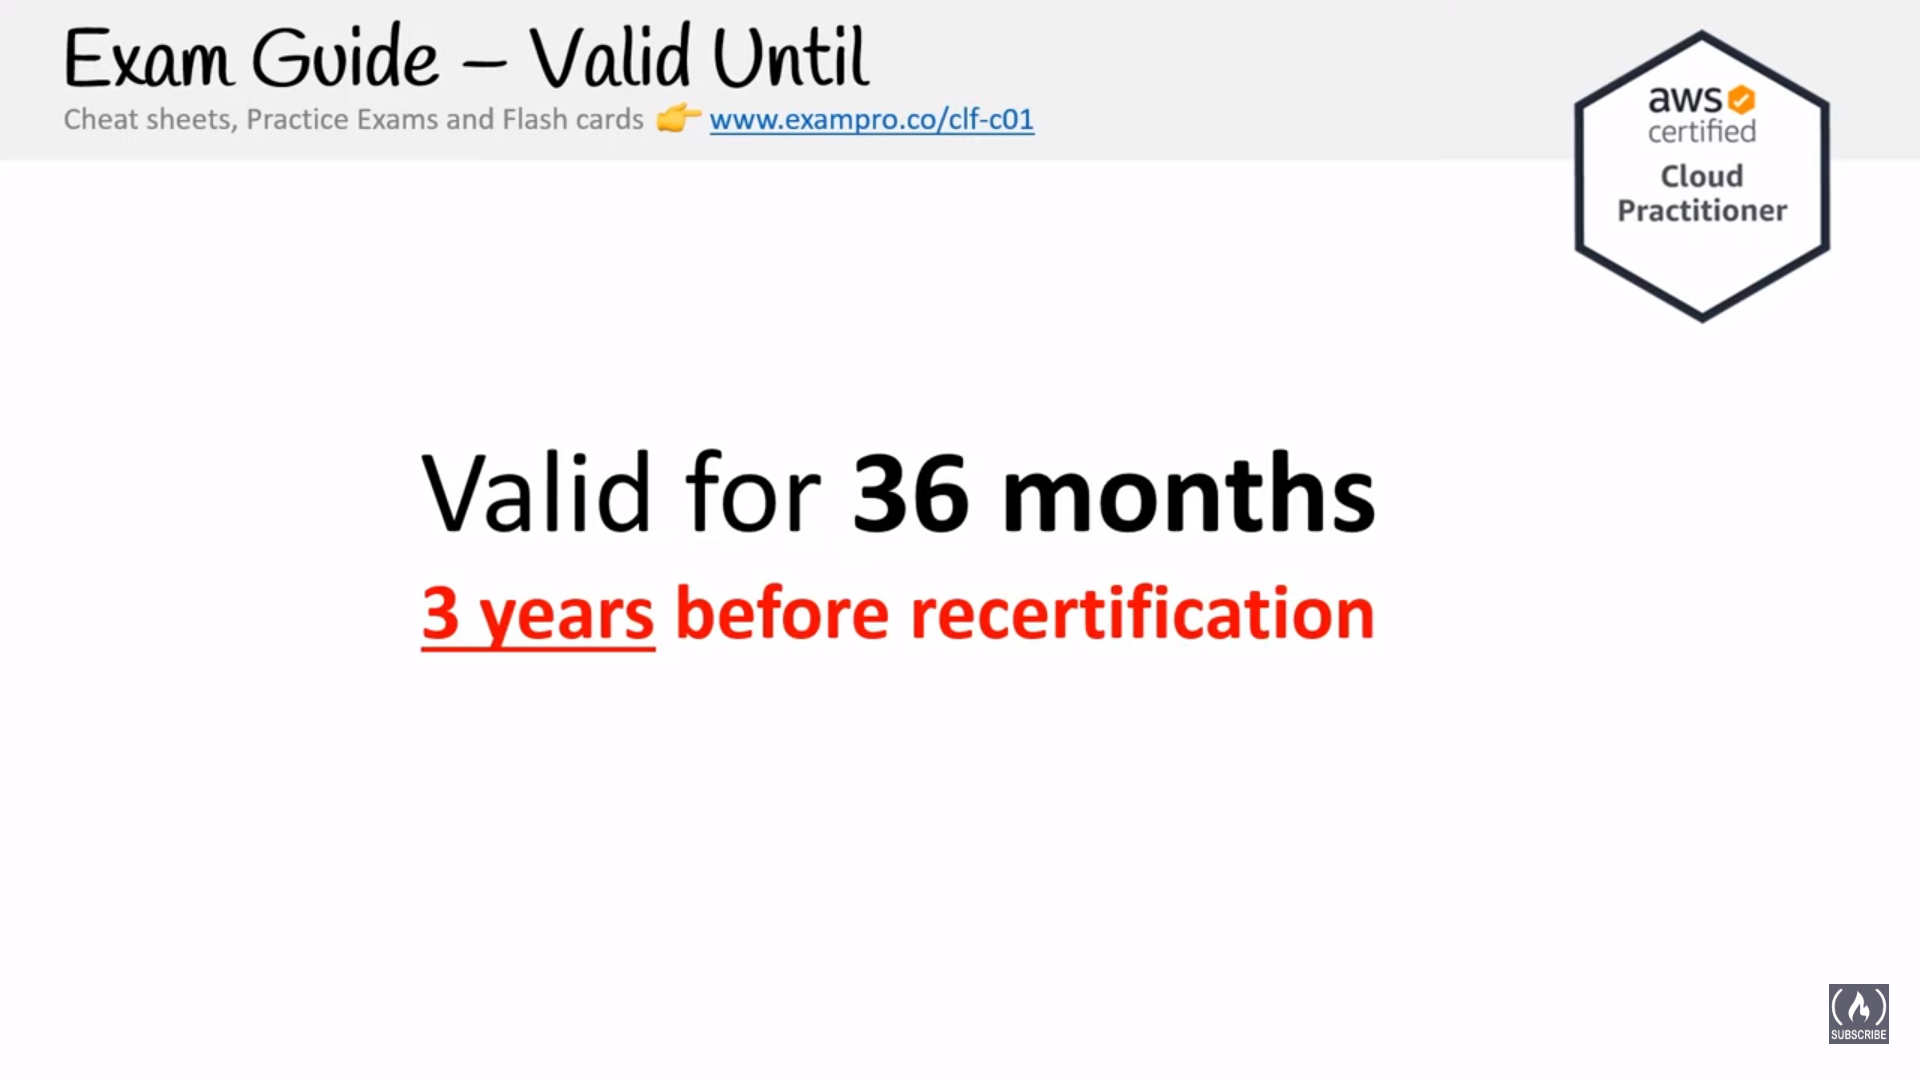 Exam Guide – Valid Until
Cheat sheets, Practice Exams and Flash cards 👉 www.exampro.co/clf-c01
aws
certified
Cloud
Practitioner
Valid for 36 months
3 years before recertification
SUBSCRIBE